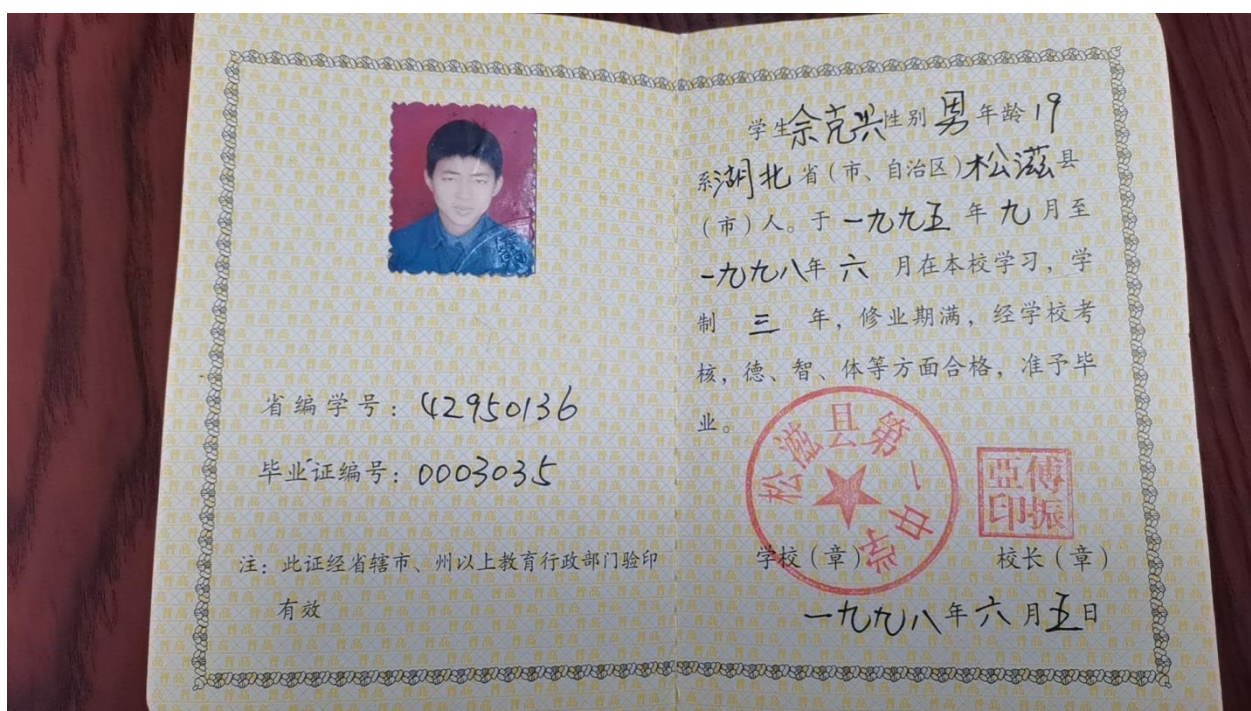 省编学号：42950136
毕业证编号：0003035
注：此证经省辖市、州以上教育行政部门验印
有效
学生佘克兴性别男年龄19
系湖北省(市、自治区)松滋县
(市)人。于一九九五年九月至
一九九八年六月在本校学习，学
制三年，修业期满，经学校考
核，德、智、体等方面合格，准予毕
业。
松滋县第一中学
傅振亞印
学校(章)
校长(章)
一九九八年六月五日